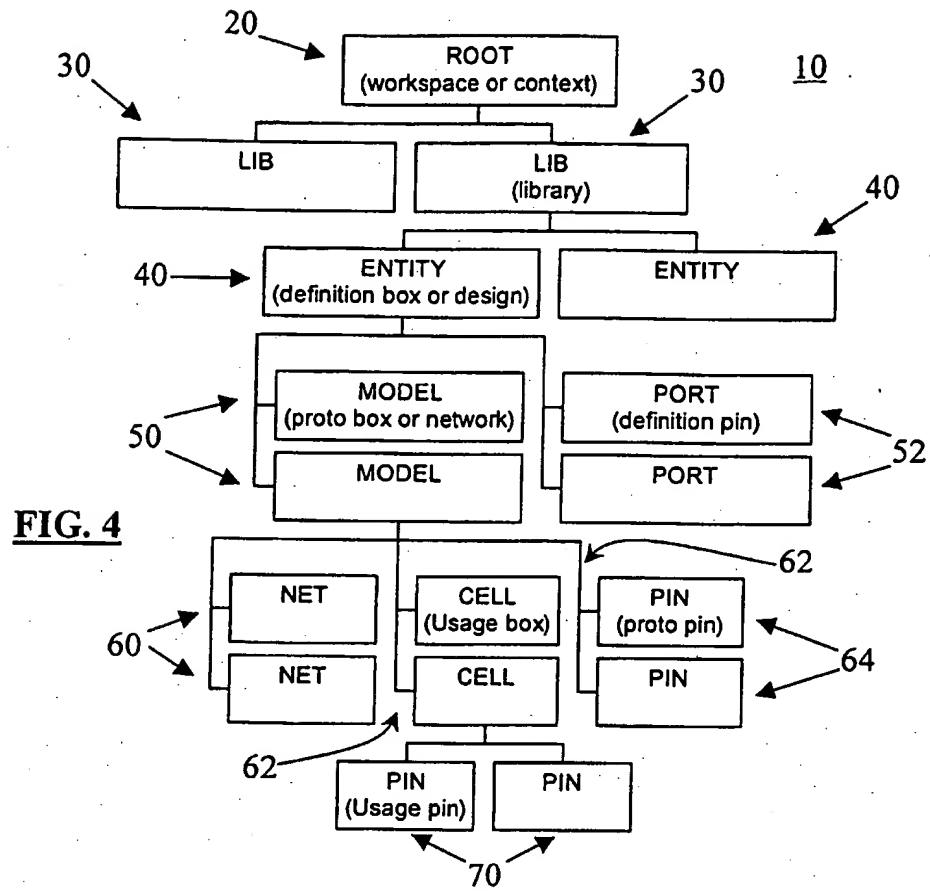 20
ROOT
(workspace or context)
10
30
30
LIB
LIB
(library)
40
40
ENTITY
(definition box or design)
ENTITY
50
MODEL
(proto box or network)
PORT
(definition pin)
52
MODEL
PORT
FIG. 4
62
60
NET
CELL
(Usage box)
PIN
(proto pin)
64
NET
CELL
PIN
62
PIN
(Usage pin)
PIN
70